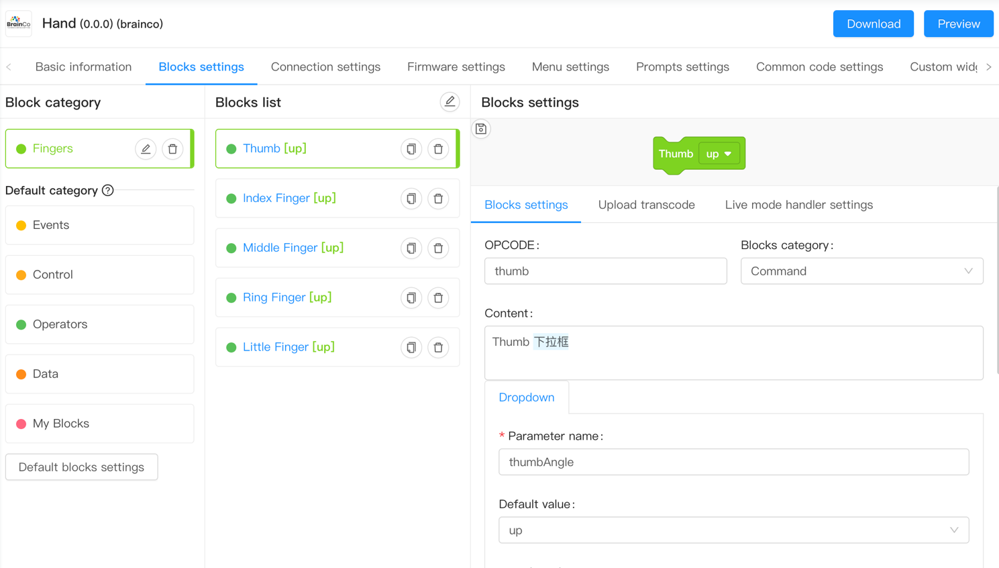 BrainCo
Hand (0.0.0) (brainco)
Download
Preview
Basic information
Blocks settings
Connection settings
Firmware settings
Menu settings
Prompts settings
Common code settings
Custom widg
Block category
Fingers
Default category
Events
Control
Operators
Data
My Blocks
Default blocks settings
Blocks list
Thumb [up]
Index Finger [up]
Middle Finger [up]
Ring Finger [up]
Little Finger [up]
Blocks settings
Thumb up
Blocks settings
Upload transcode
Live mode handler settings
OPCODE:
thumb
Blocks category:
Command
Content:
Thumb 下拉框
Dropdown
* Parameter name:
thumbAngle
Default value:
up